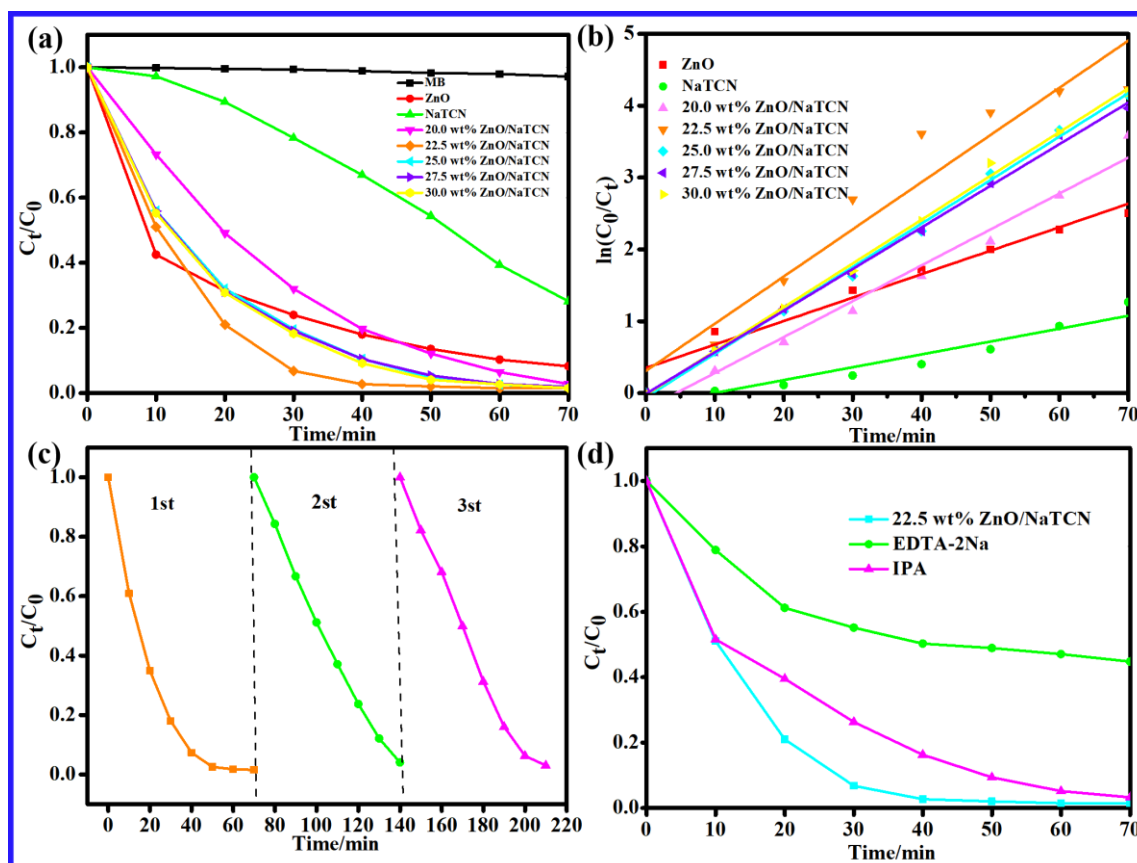 (a)
1.0
0.8
0.6
0.4
0.2
0.0
Ct/C0
MB
ZnO
NaTCN
20.0 wt% ZnO/NaTCN
22.5 wt% ZnO/NaTCN
25.0 wt% ZnO/NaTCN
27.5 wt% ZnO/NaTCN
30.0 wt% ZnO/NaTCN
0 10 20 30 40 50 60 70
Time/min
(b)
5
4
3
2
1
0
ln(C0/Ct)
ZnO
NaTCN
20.0 wt% ZnO/NaTCN
22.5 wt% ZnO/NaTCN
25.0 wt% ZnO/NaTCN
27.5 wt% ZnO/NaTCN
30.0 wt% ZnO/NaTCN
0 10 20 30 40 50 60 70
Time/min
(c)
1.0
0.8
0.6
0.4
0.2
0.0
Ct/C0
1st 2nd 3rd
0 20 40 60 80 100 120 140 160 180 200 220
Time/min
(d)
1.0
0.8
0.6
0.4
0.2
0.0
Ct/C0
22.5 wt% ZnO/NaTCN
EDTA-2Na
IPA
0 10 20 30 40 50 60 70
Time/min